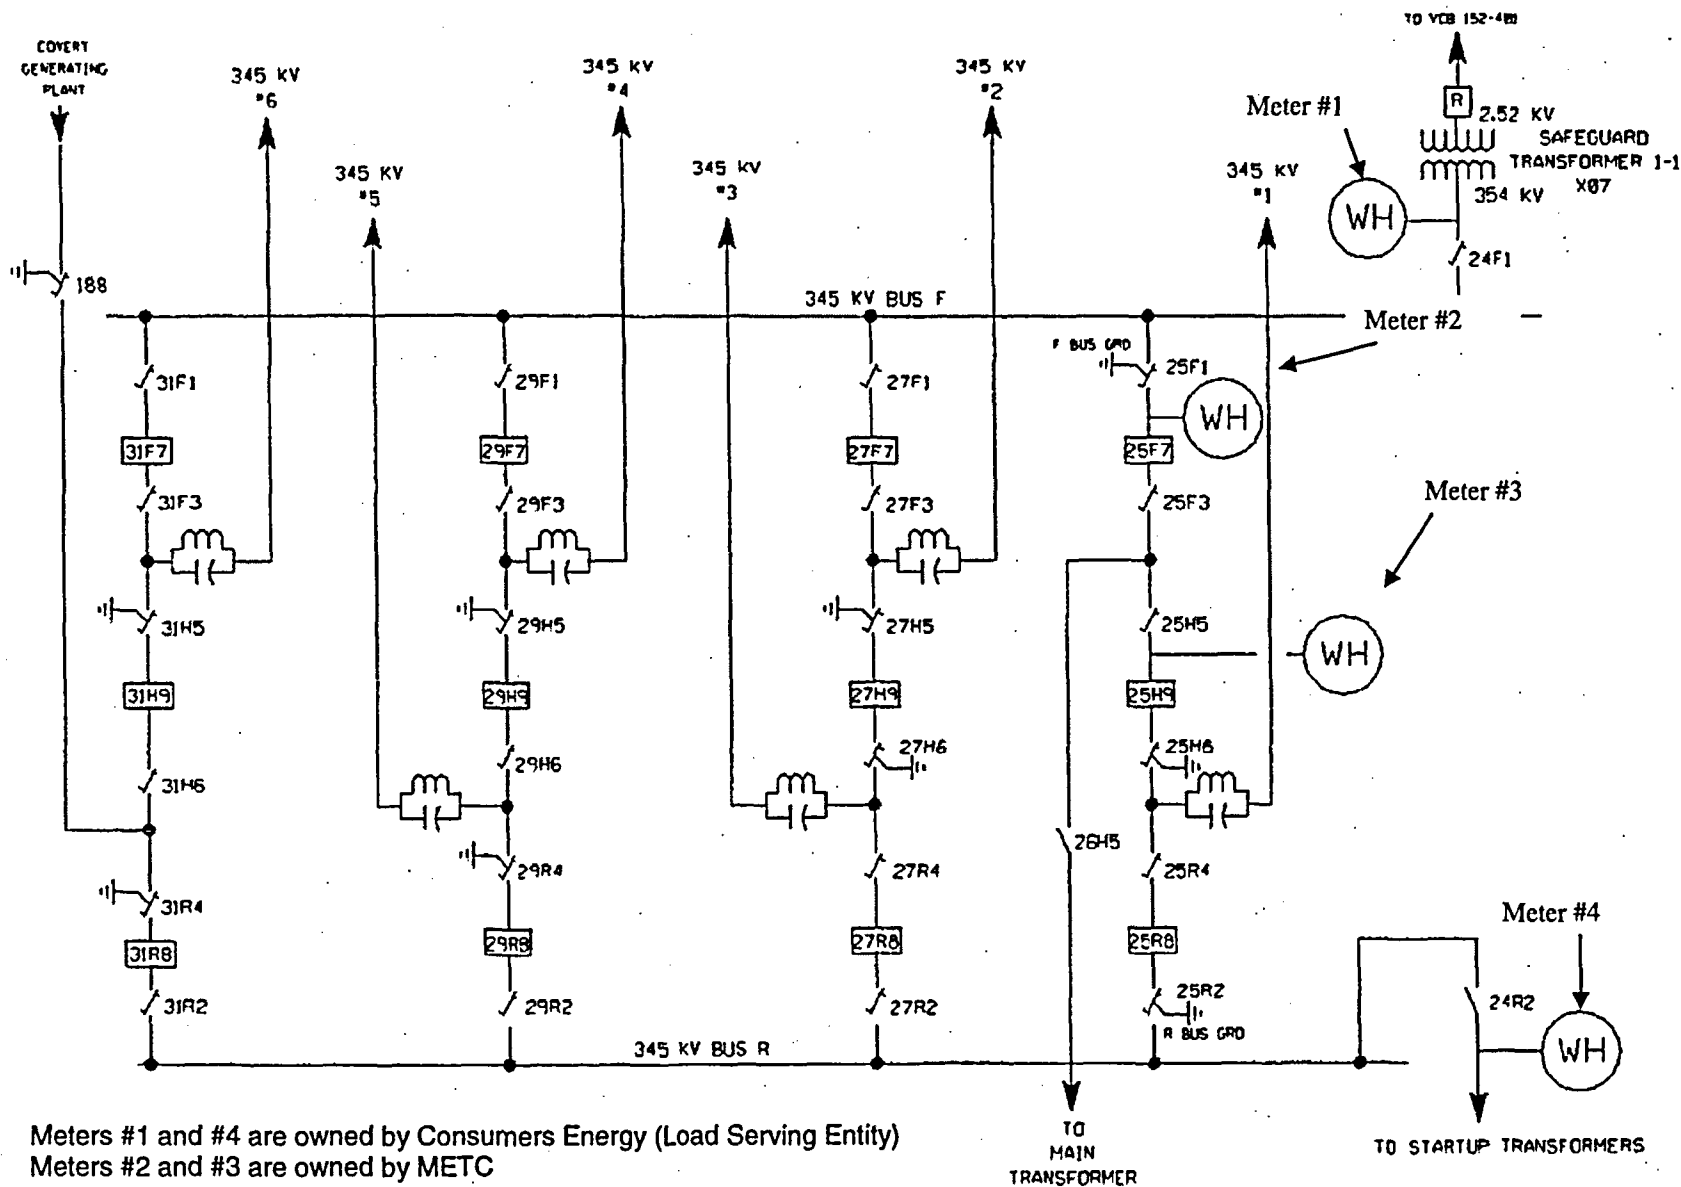 TO VCB 152-401
COVERT
GENERATING
PLANT
345 KV
#6
345 KV
#4
345 KV
#2
345 KV
#5
345 KV
#3
345 KV
#1
Meter #1
R
2.52 KV
SAFEGUARD
TRANSFORMER 1-1
X07
354 KV
WH
24F1
188
345 KV BUS F
Meter #2
F BUS GRD
31F1
29F1
27F1
25F1
WH
31F7
29F7
27F7
25F7
31F3
29F3
27F3
25F3
Meter #3
31H5
29H5
27H5
25H5
WH
31H9
29H9
27H9
25H9
31H6
29H6
27H6
25H6
26H5
31R4
29R4
27R4
25R4
Meter #4
31R8
29R8
27R8
25R8
31R2
29R2
27R2
25R2
R BUS GRD
24R2
WH
345 KV BUS R
TO
MAIN
TRANSFORMER
TO STARTUP TRANSFORMERS
Meters #1 and #4 are owned by Consumers Energy (Load Serving Entity)
Meters #2 and #3 are owned by METC